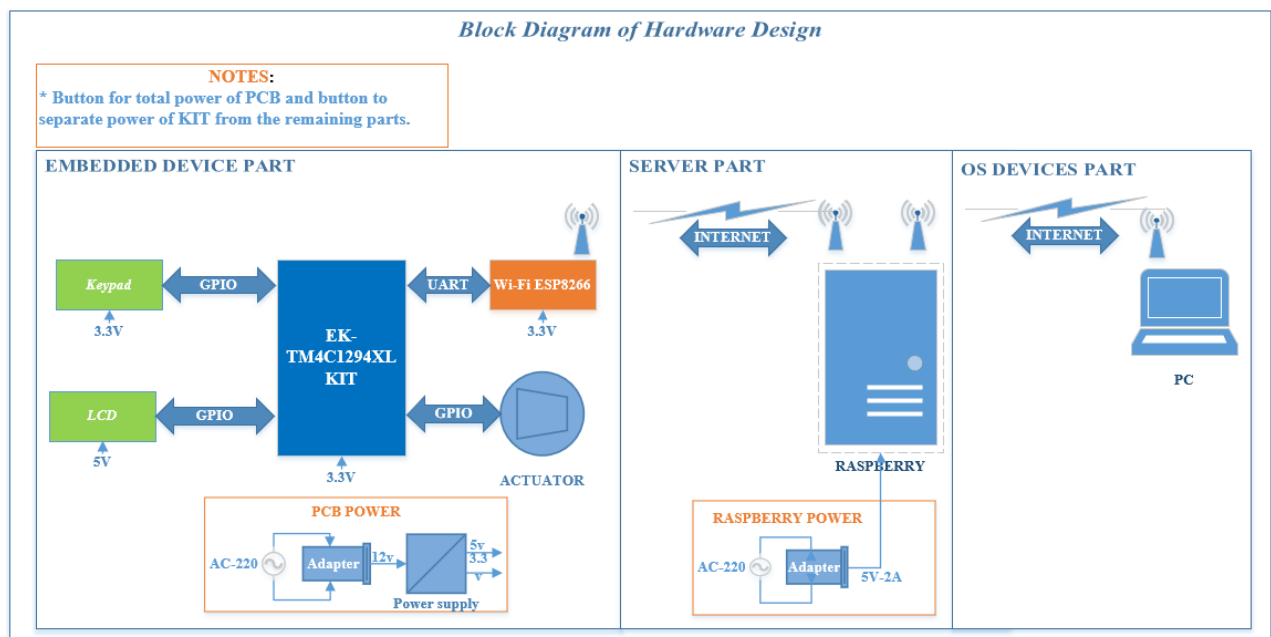 Block Diagram of Hardware Design
NOTES:
* Button for total power of PCB and button to
separate power of KIT from the remaining parts.
EMBEDDED DEVICE PART
Keypad
GPIO
3.3V
LCD
GPIO
5V
EK-
TM4C1294XL
KIT
3.3V
UART
Wi-Fi ESP8266
3.3V
GPIO
ACTUATOR
PCB POWER
AC-220
Adapter
12v
5v
3.3
v
Power supply
SERVER PART
INTERNET
RASPBERRY
RASPBERRY POWER
AC-220
Adapter
5V-2A
OS DEVICES PART
INTERNET
PC